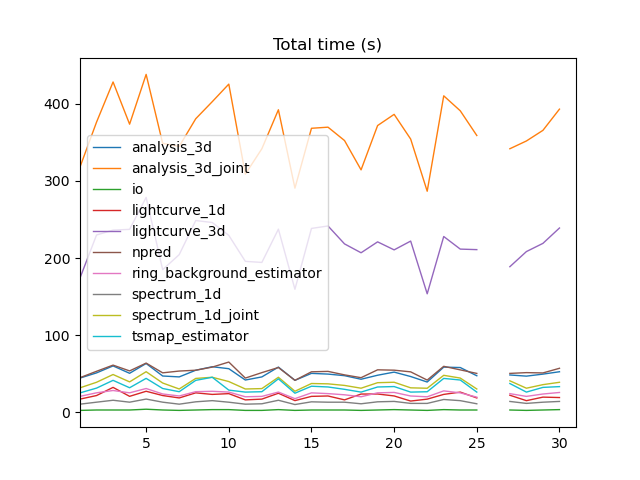 Total time (s)
400
300
200
100
0
analysis_3d
analysis_3d_joint
io
lightcurve_1d
lightcurve_3d
npred
ring_background_estimator
spectrum_1d
spectrum_1d_joint
tsmap_estimator
5 10 15 20 25 30